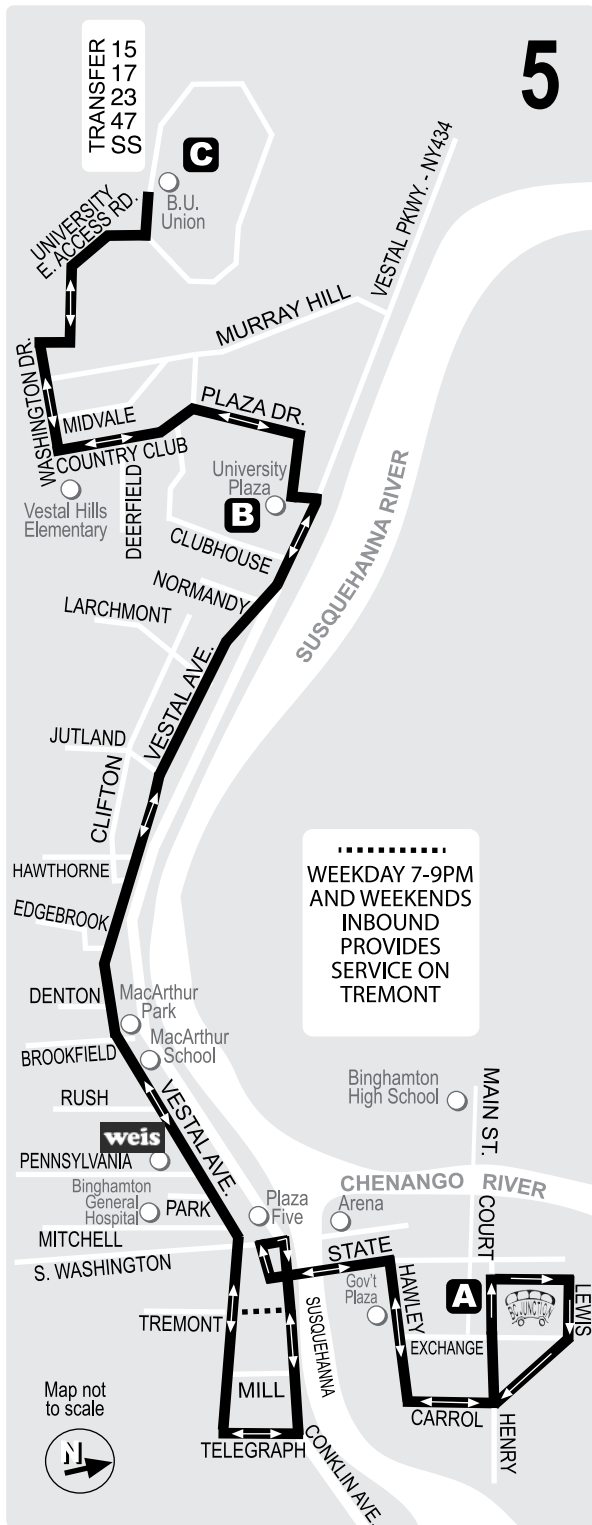 5
TRANSFER
15
17
23
47
SS
C
B.U.
Union
UNIVERSITY
E. ACCESS RD.
VESTAL PKWY. - NY434
MURRAY HILL
WASHINGTON DR.
PLAZA DR.
MIDVALE
COUNTRY CLUB
University
Plaza
B
Vestal Hills
Elementary
DEERFIELD
CLUBHOUSE
SUSQUEHANNA RIVER
NORMANDY
LARCHMONT
VESTAL AVE.
JUTLAND
CLIFTON
HAWTHORNE
WEEKDAY 7-9PM
AND WEEKENDS
INBOUND
PROVIDES
SERVICE ON
TREMONT
EDGEBROOK
DENTON
MacArthur
Park
BROOKFIELD
MacArthur
School
RUSH
VESTAL AVE.
Binghamton
High School
MAIN ST.
weis
PENNSYLVANIA
CHENANGO RIVER
Binghamton
General
Hospital
PARK
Plaza
Five
Arena
COURT
MITCHELL
S. WASHINGTON
STATE
Gov't
Plaza
HAWLEY
A
BC JUNCTION
LEWIS
TREMONT
SUSQUEHANNA
EXCHANGE
Map not
to scale
MILL
CARROL
HENRY
N
TELEGRAPH
CONKLIN AVE.